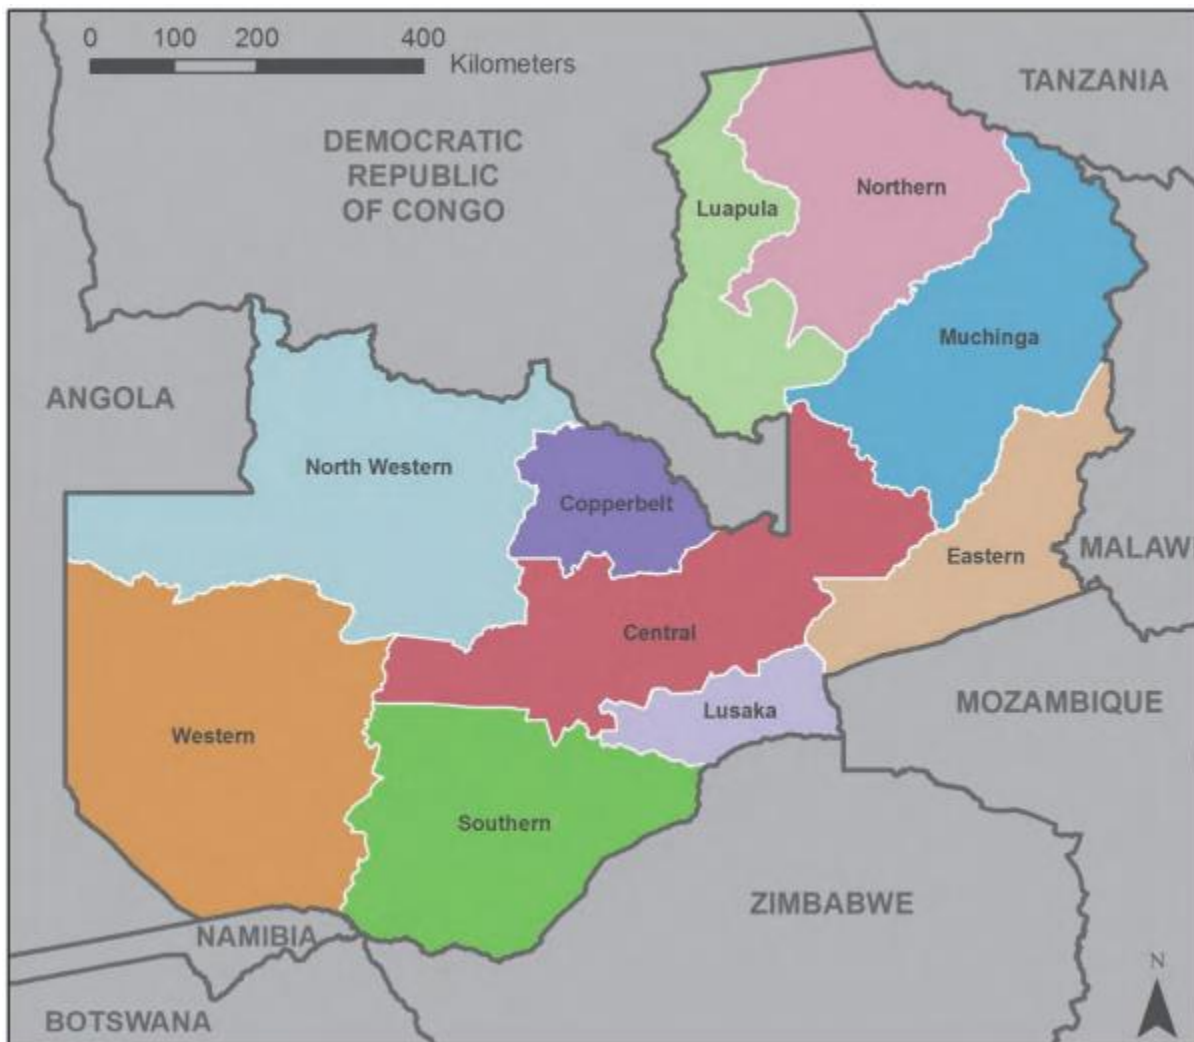 0 100 200 400
Kilometers
TANZANIA
DEMOCRATIC
REPUBLIC
OF CONGO
Northern
Luapula
Muchinga
ANGOLA
North Western
Copperbelt
Eastern
MALAW
Central
MOZAMBIQUE
Lusaka
Western
Southern
ZIMBABWE
NAMIBIA
N
BOTSWANA